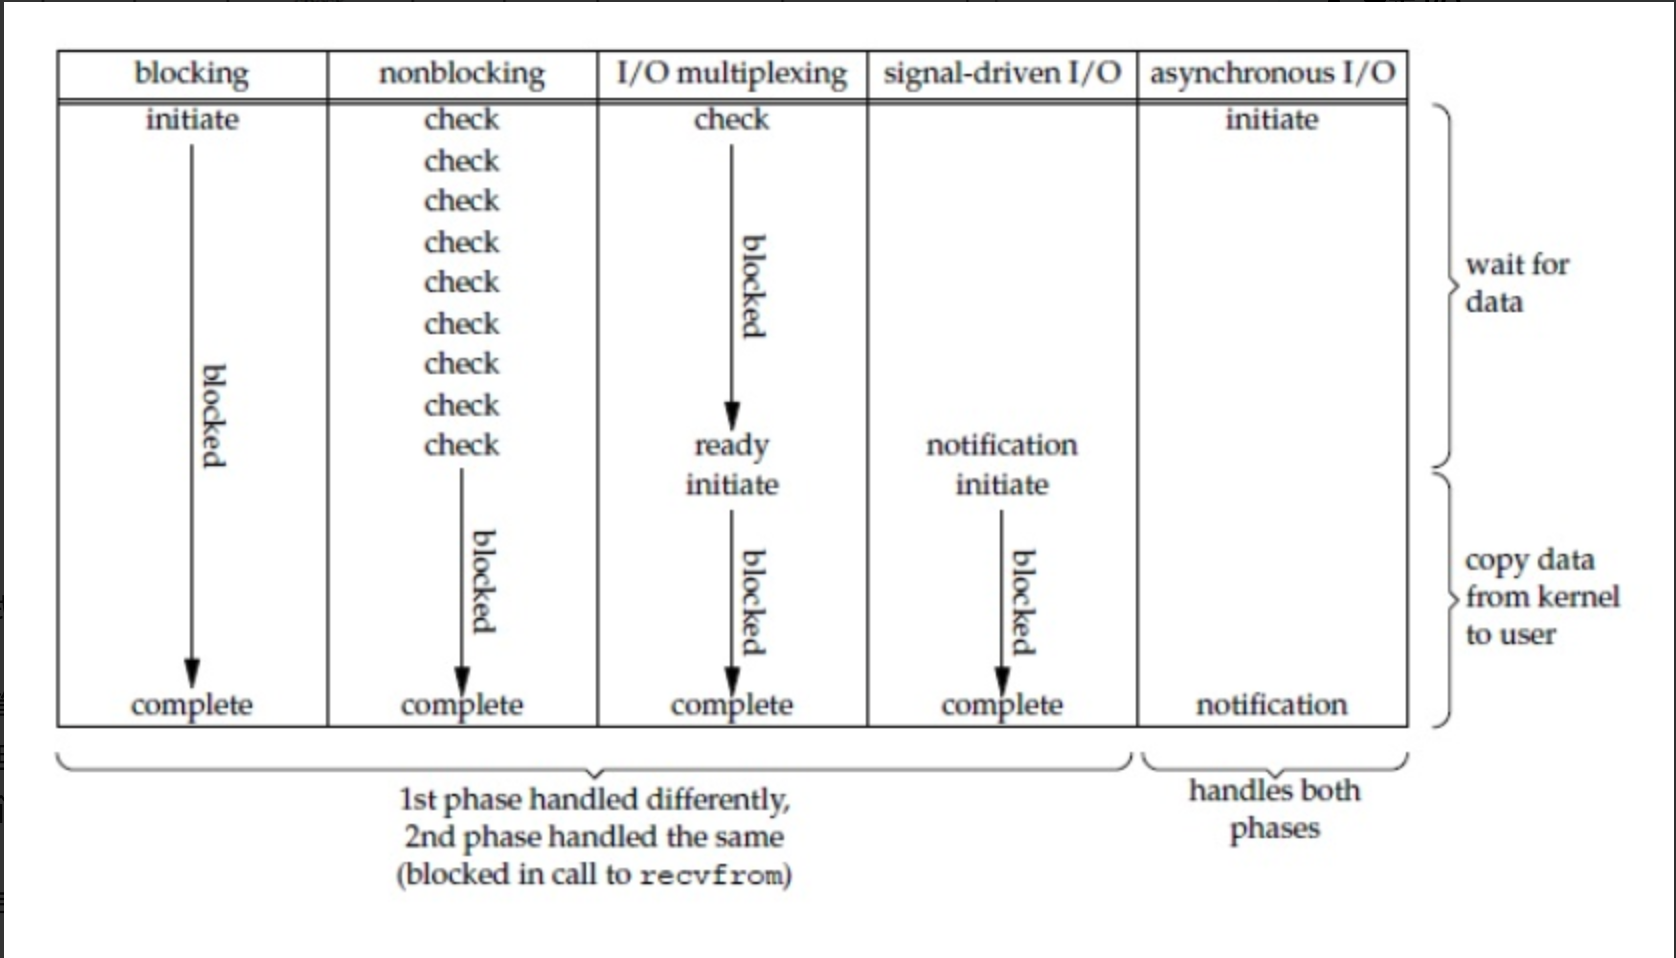 blocking nonblocking I/O multiplexing signal-driven I/O asynchronous I/O
initiate check check initiate
check
check
check
check
check
check
check
check ready notification
initiate initiate
blocked
blocked
blocked
blocked
blocked
complete complete complete complete notification
wait for
data
copy data
from kernel
to user
1st phase handled differently,
2nd phase handled the same
(blocked in call to recvfrom)
handles both
phases